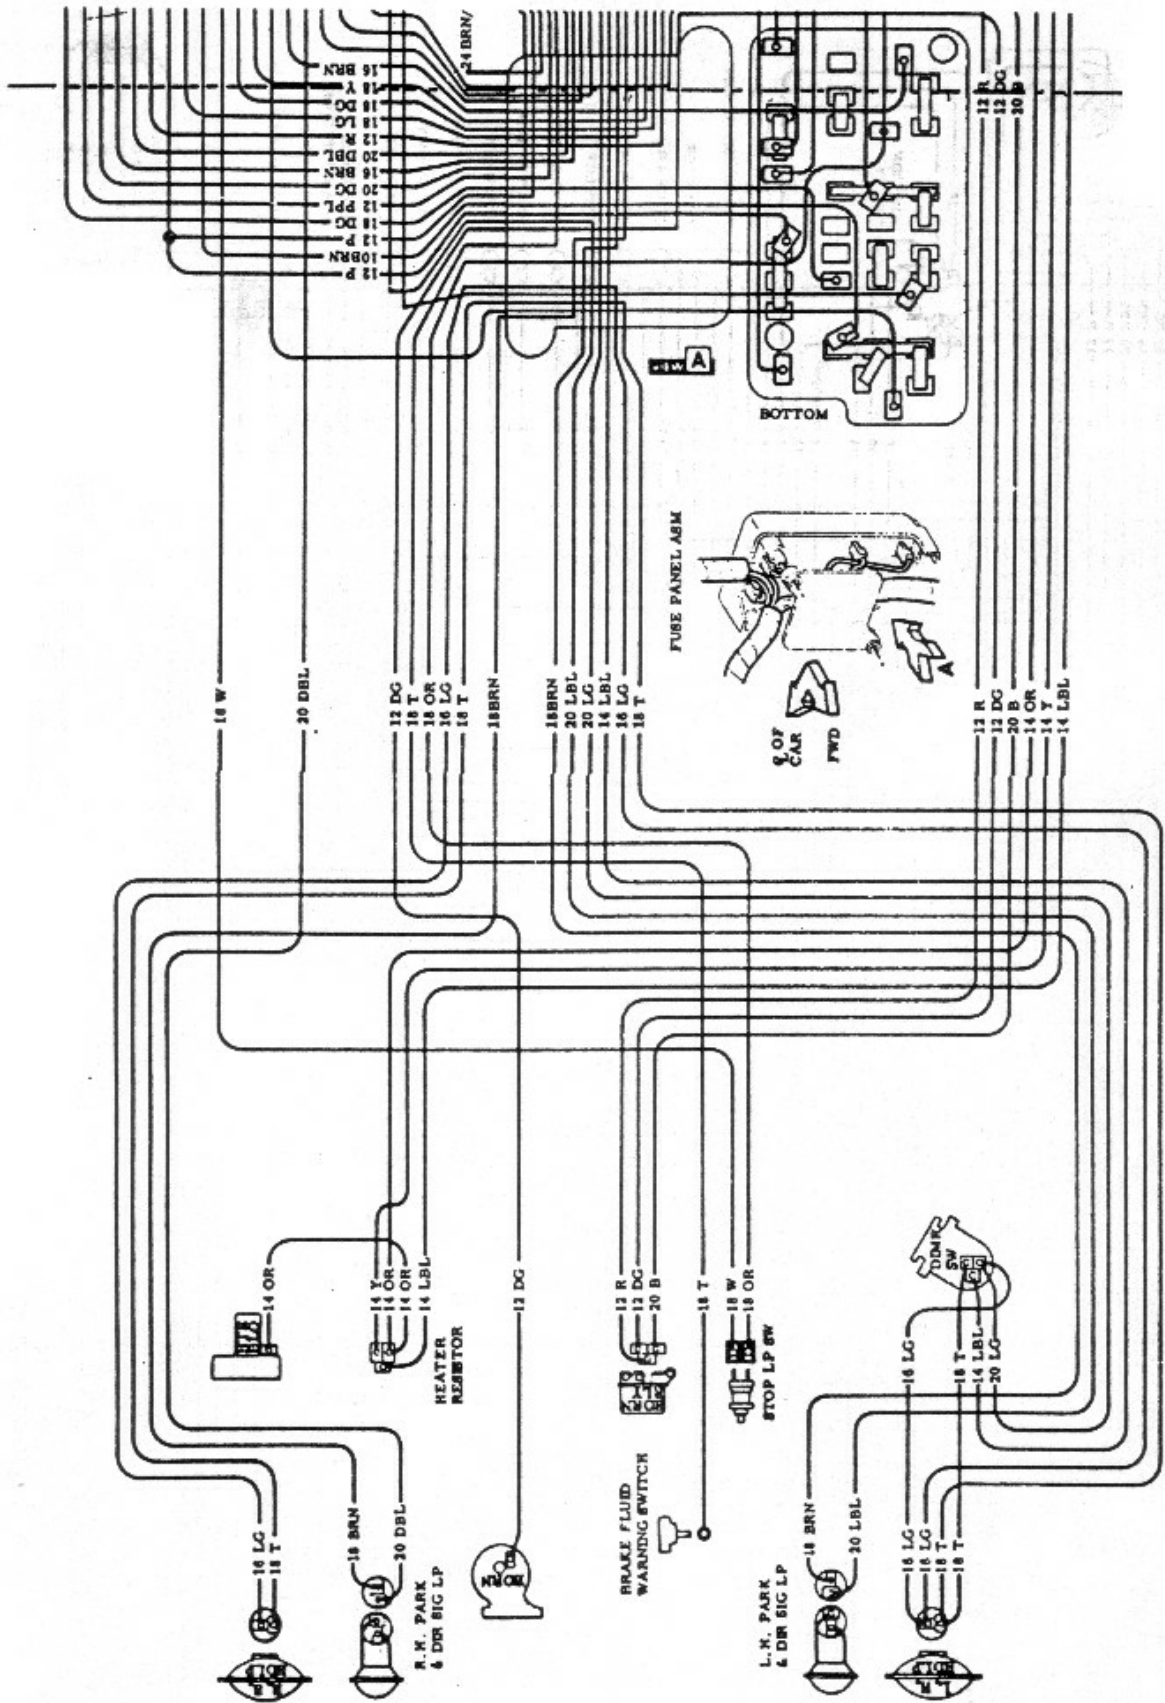 24 BRN/
16 BRN
18 Y
18 DG
18 LG
12 R
20 DBL
16 BRN
20 DG
12 PPL
18 DG
12 P
10 BRN
12 P
12 R
12 DG
20 B
A
BOTTOM
FUSE PANEL ASM
℄ OF
CAR
FWD
A
18 W
20 DBL
12 DG
18 T
18 OR
16 LG
18 T
18BRN
18BRN
20 LBL
20 LG
14 LBL
16 LG
18 T
12 R
12 DG
20 B
14 OR
14 Y
14 LBL
14 OR
14 Y
14 OR
14 OR
14 LBL
HEATER
RESISTOR
12 DG
12 R
12 DG
20 B
18 T
18 W
18 OR
STOP LP SW
DIMR
SW
16 LG
18 T
14 LBL
20 LG
16 LG
18 T
18 BRN
20 DBL
R.H. PARK
& DIR SIG LP
HORN
BRAKE FLUID
WARNING SWITCH
18 BRN
20 LBL
L.H. PARK
& DIR SIG LP
16 LG
16 LG
18 T
18 T